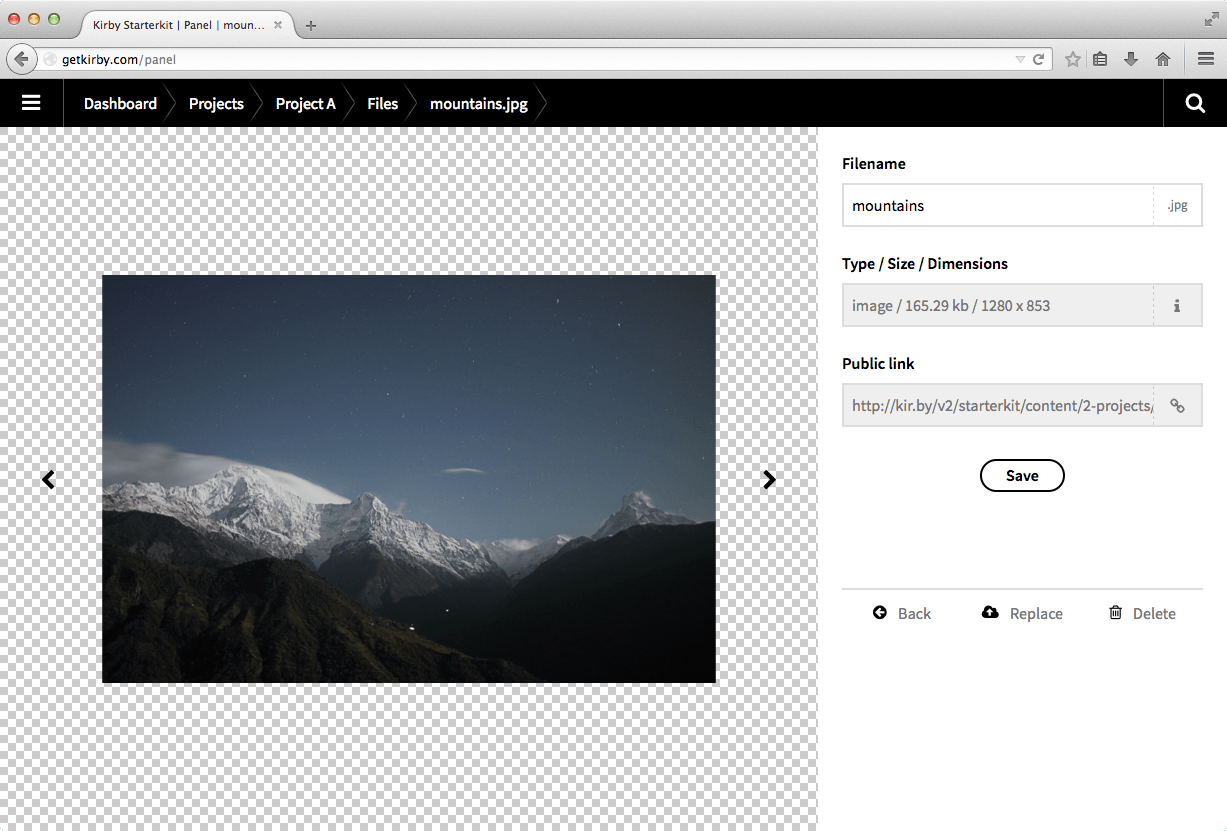 Kirby Starterkit | Panel | moun...
getkirby.com/panel
Dashboard Projects Project A Files mountains.jpg
Filename
mountains .jpg
Type / Size / Dimensions
image / 165.29 kb / 1280 x 853
Public link
http://kir.by/v2/starterkit/content/2-projects/
Save
Back Replace Delete